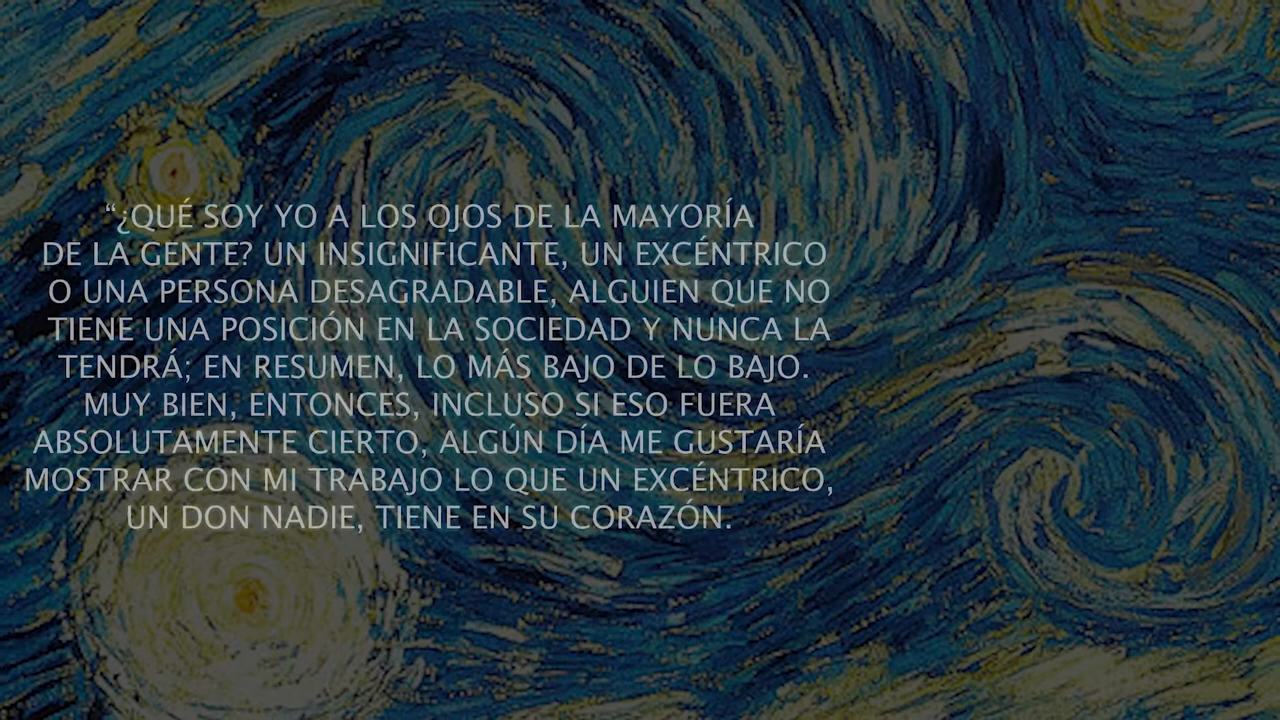 “¿QUÉ SOY YO A LOS OJOS DE LA MAYORÍA
DE LA GENTE? UN INSIGNIFICANTE, UN EXCÉNTRICO
O UNA PERSONA DESAGRADABLE, ALGUIEN QUE NO
TIENE UNA POSICIÓN EN LA SOCIEDAD Y NUNCA LA
TENDRÁ; EN RESUMEN, LO MÁS BAJO DE LO BAJO.
MUY BIEN, ENTONCES, INCLUSO SI ESO FUERA
ABSOLUTAMENTE CIERTO, ALGÚN DÍA ME GUSTARÍA
MOSTRAR CON MI TRABAJO LO QUE UN EXCÉNTRICO,
UN DON NADIE, TIENE EN SU CORAZÓN.